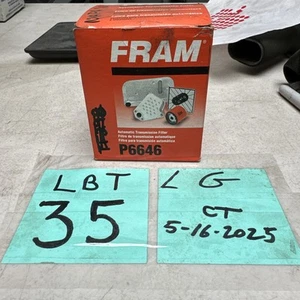 FRAM
Automatic Transmission Filter
Filtre de transmission automatique
Filtro para transmisión automática
P6646
LBT
35
LG
CT
5-16-2025